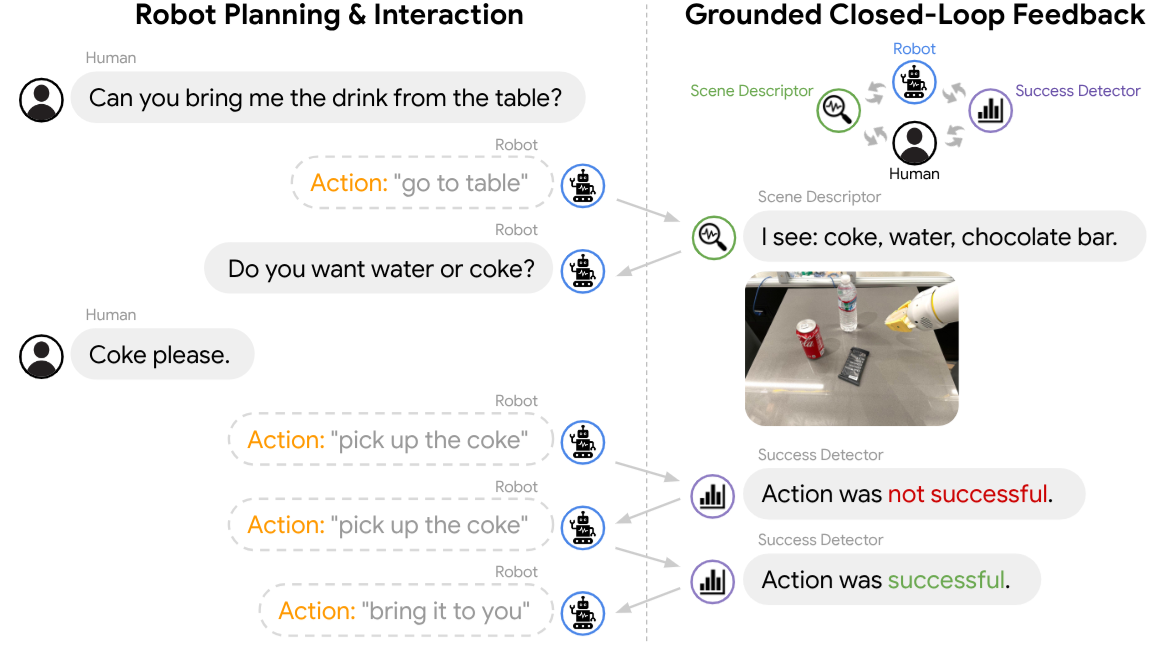 Robot Planning & Interaction
Grounded Closed-Loop Feedback
Human
Can you bring me the drink from the table?
Robot
Scene Descriptor
Success Detector
Human
Robot
Action: "go to table"
Scene Descriptor
I see: coke, water, chocolate bar.
Robot
Do you want water or coke?
Human
Coke please.
Robot
Action: "pick up the coke"
Success Detector
Action was not successful.
Robot
Action: "pick up the coke"
Success Detector
Action was successful.
Robot
Action: "bring it to you"